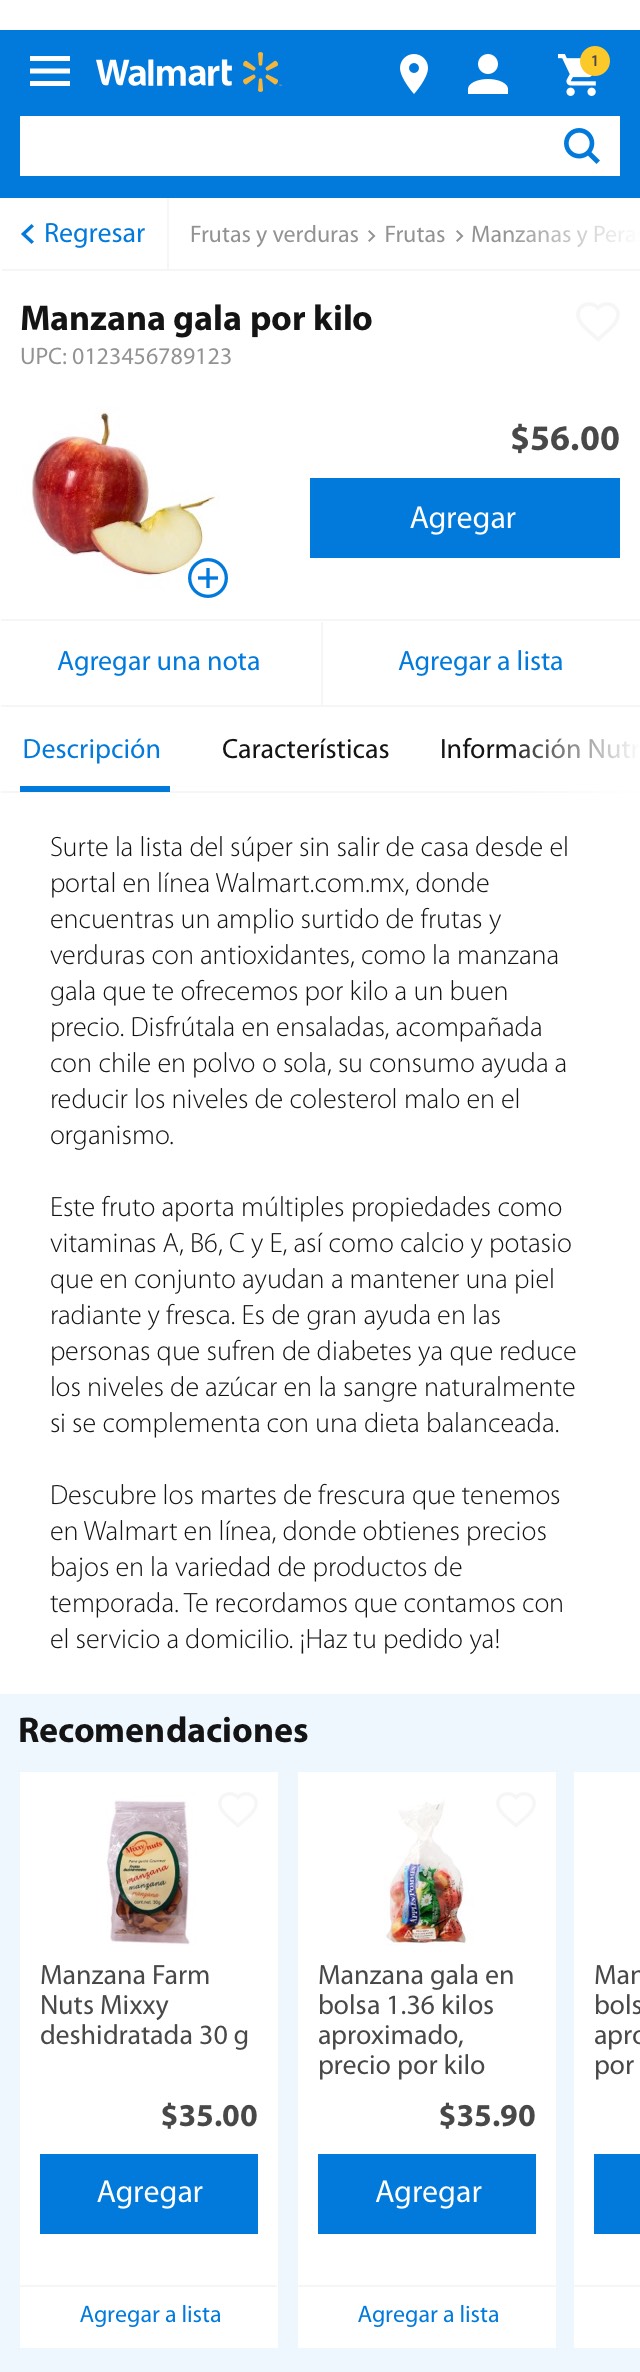 Walmart
1
Regresar
Frutas y verduras > Frutas > Manzanas y Pera
Manzana gala por kilo
UPC: 0123456789123
$56.00
Agregar
Agregar una nota
Agregar a lista
Descripción
Características
Información Nutr
Surte la lista del súper sin salir de casa desde el
portal en línea Walmart.com.mx, donde
encuentras un amplio surtido de frutas y
verduras con antioxidantes, como la manzana
gala que te ofrecemos por kilo a un buen
precio. Disfrútala en ensaladas, acompañada
con chile en polvo o sola, su consumo ayuda a
reducir los niveles de colesterol malo en el
organismo.
Este fruto aporta múltiples propiedades como
vitaminas A, B6, C y E, así como calcio y potasio
que en conjunto ayudan a mantener una piel
radiante y fresca. Es de gran ayuda en las
personas que sufren de diabetes ya que reduce
los niveles de azúcar en la sangre naturalmente
si se complementa con una dieta balanceada.
Descubre los martes de frescura que tenemos
en Walmart en línea, donde obtienes precios
bajos en la variedad de productos de
temporada. Te recordamos que contamos con
el servicio a domicilio. ¡Haz tu pedido ya!
Recomendaciones
Mixxy nuts
manzana
manzana
Manzana Farm
Nuts Mixxy
deshidratada 30 g
$35.00
Agregar
Agregar a lista
Manzana gala en
bolsa 1.36 kilos
aproximado,
precio por kilo
$35.90
Agregar
Agregar a lista
Man
bols
apro
por